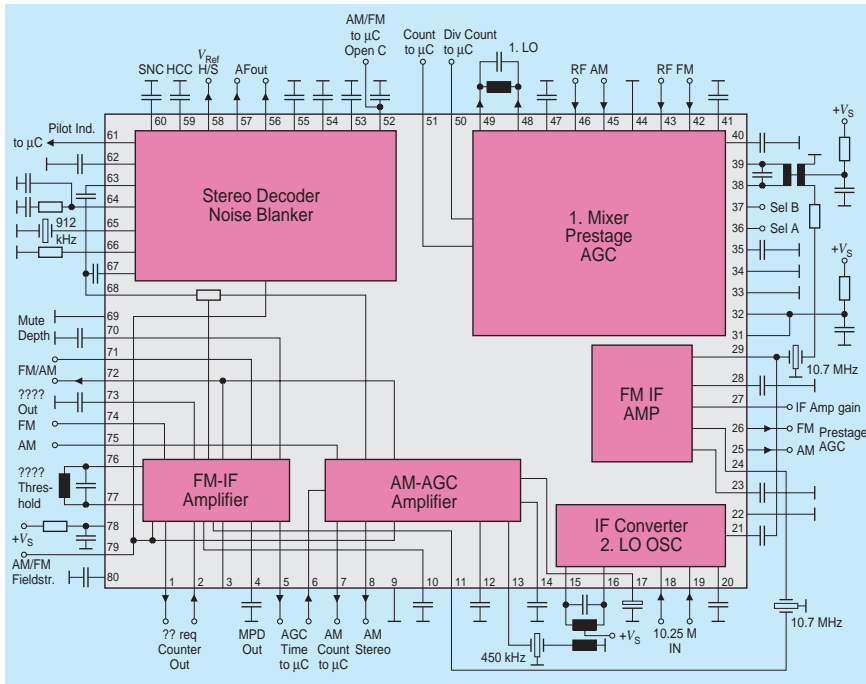 AM/FM
to µC
Open C
Count
to µC
Div Count
to µC
1. LO
SNC HCC
VRef
H/S
AFout
RF AM
RF FM
60 59 58 57 56 55 54 53 52 51 50 49 48 47 46 45 44 43 42 41
Pilot Ind.
to µC
61
62
63
64
65
66
67
68
69
70
71
72
73
74
75
76
77
78
79
80
912
kHz
Mute
Depth
FM/AM
???? 
Out
FM
AM
????
Thres-
hold
+VS
AM/FM
Fieldstr.
Stereo Decoder
Noise Blanker
1. Mixer
Prestage
AGC
FM IF
AMP
FM-IF
Amplifier
AM-AGC
Amplifier
IF Converter
2. LO OSC
40
39
38
37
36
35
34
33
32
31
29
28
27
26
25
24
23
22
21
+VS
Sel B
Sel A
+VS
10.7 MHz
IF Amp gain
FM
AM
Prestage
AGC
1 2 3 4 5 6 7 8 9 10 11 12 13 14 15 16 17 18 19 20
?? req
Counter
Out
MPD
Out
AGC
Time
to µC
AM
Count
to µC
AM
Stereo
450 kHz
+VS
10.25 M
IN
10.7 MHz